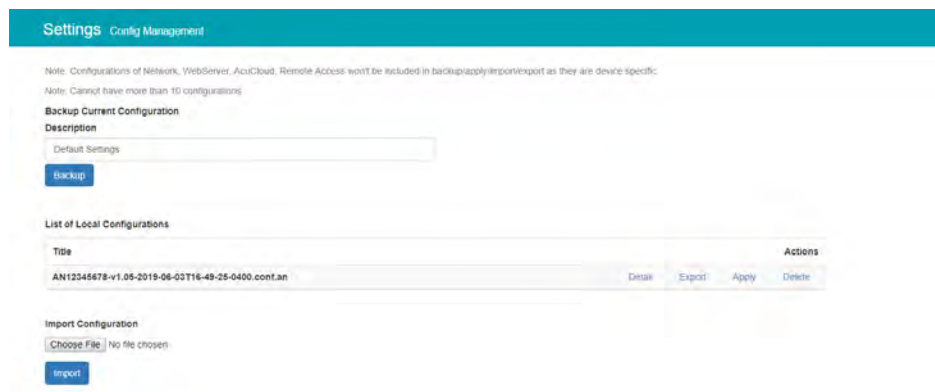 Settings Config Management
Note: Configurations of Network, WebServer, AcuCloud, Remote Access won't be included in backup/apply/import/export as they are device specific.
Note: Cannot have more than 10 configurations
Backup Current Configuration
Description
Default Settings
Backup
List of Local Configurations
Title Actions
AN12345678-v1.05-2019-06-03T16-49-25-0400.conf.an Detail Export Apply Delete
Import Configuration
Choose File No file chosen
Import